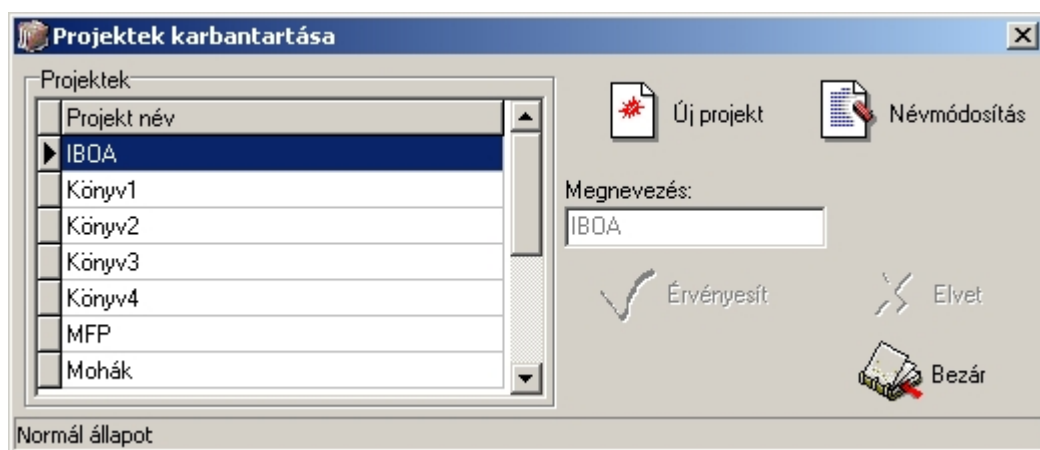 Projektek karbantartása
Projektek
Projekt név
IBOA
Könyv1
Könyv2
Könyv3
Könyv4
MFP
Mohák
Új projekt
Névmódosítás
Megnevezés:
IBOA
Érvényesít
Elvet
Bezár
Normál állapot